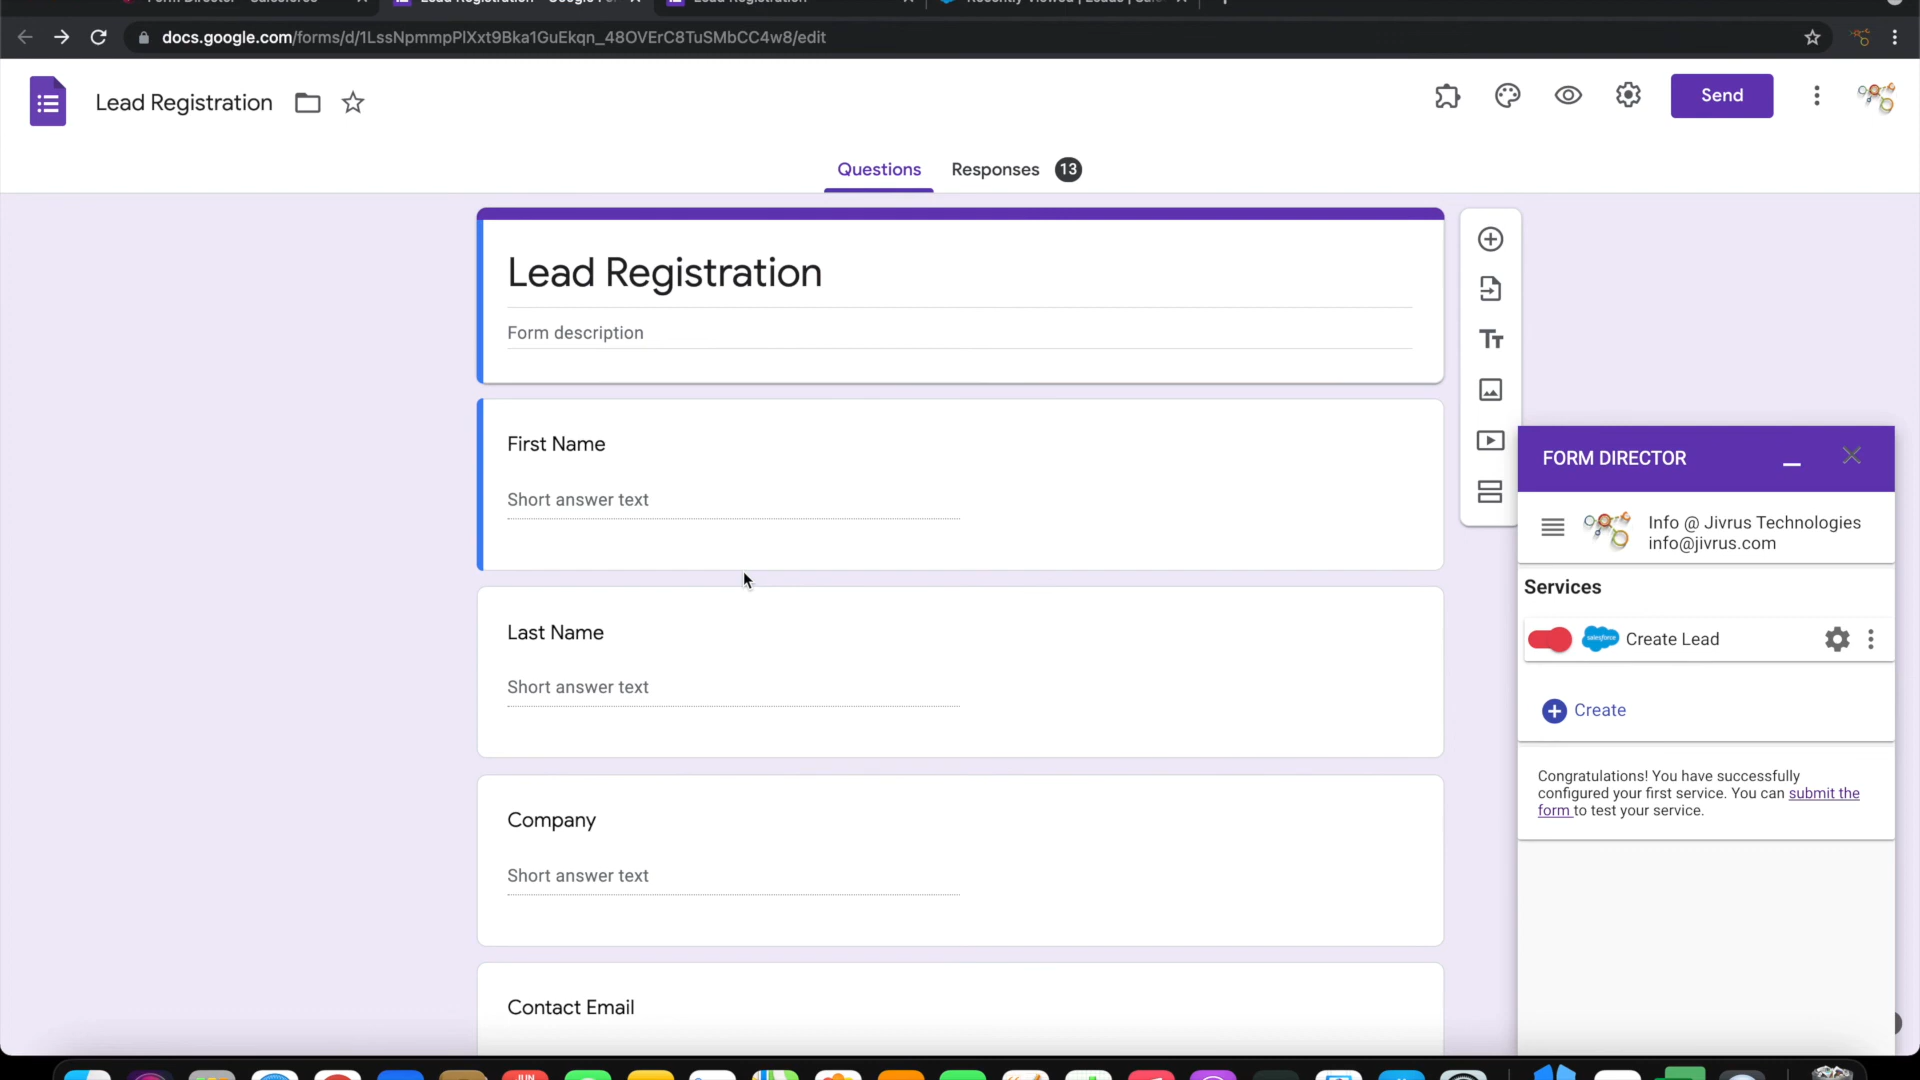 docs.google.com/forms/d/1LssNpmmpPlXxt9Bka1GuEkqn_48OVErC8TuSMbCC4w8/edit
Lead Registration
Send
Questions
Responses 13
Lead Registration
Form description
First Name
Short answer text
Last Name
Short answer text
Company
Short answer text
Contact Email
FORM DIRECTOR
Info @ Jivrus Technologies
info@jivrus.com
Services
salesforce Create Lead
Create
Congratulations! You have successfully
configured your first service. You can submit the
form to test your service.
JUN